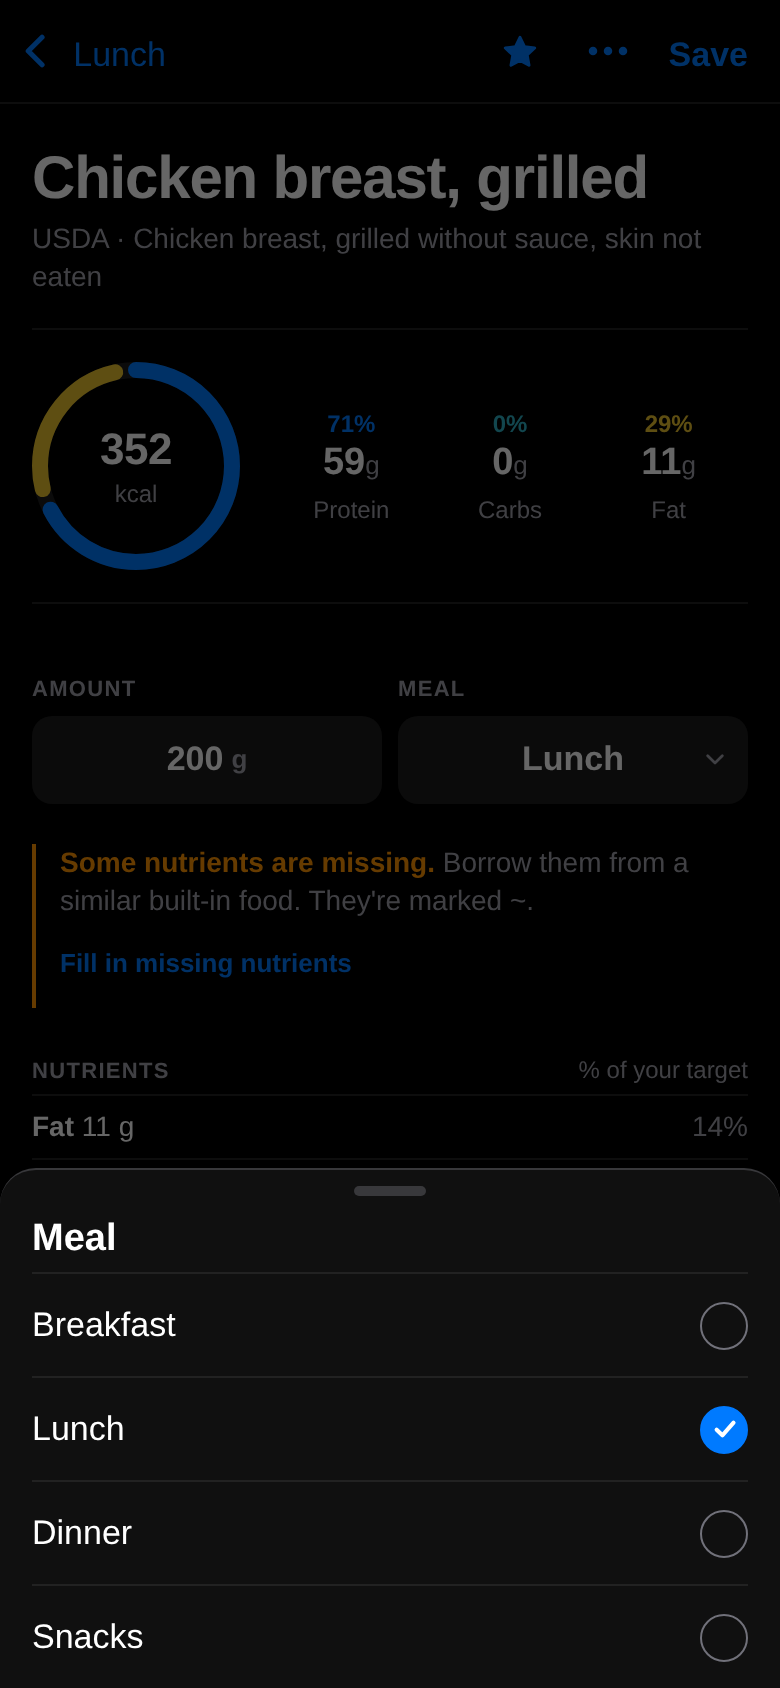 Lunch
Save
Chicken breast, grilled
USDA · Chicken breast, grilled without sauce, skin not
eaten
352
kcal
71%
59g
Protein
0%
0g
Carbs
29%
11g
Fat
AMOUNT
MEAL
200 g
Lunch
Some nutrients are missing. Borrow them from a
similar built-in food. They're marked ~.
Fill in missing nutrients
NUTRIENTS
% of your target
Fat 11 g
14%
Meal
Breakfast
Lunch
Dinner
Snacks